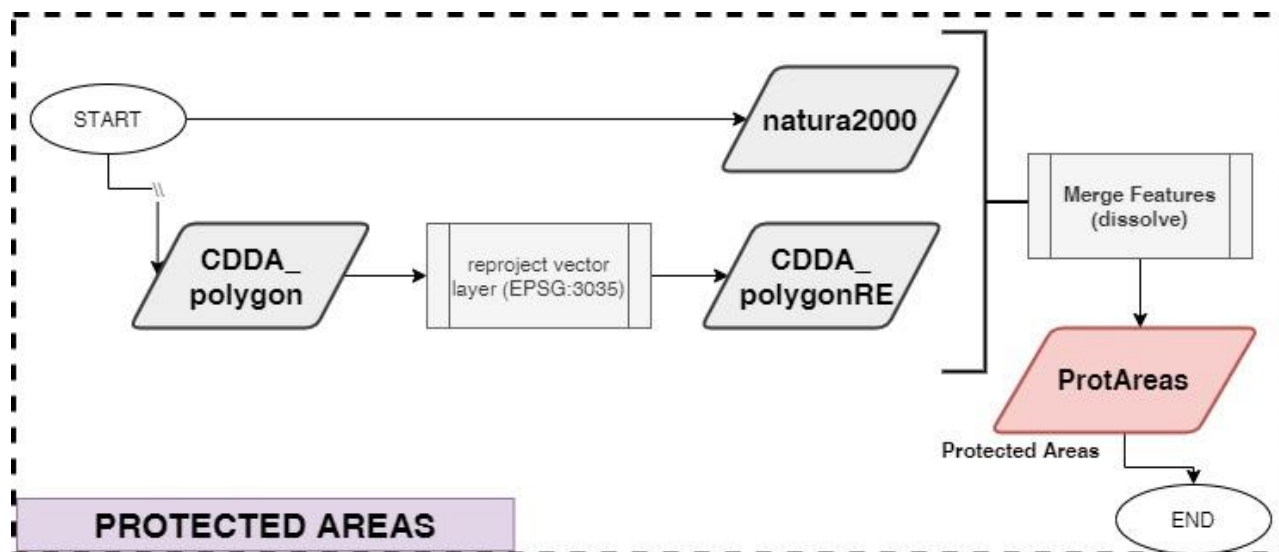 START
natura2000
Merge Features
(dissolve)
CDDA_
polygon
reproject vector
layer (EPSG:3035)
CDDA_
polygonRE
ProtAreas
Protected Areas
END
PROTECTED AREAS